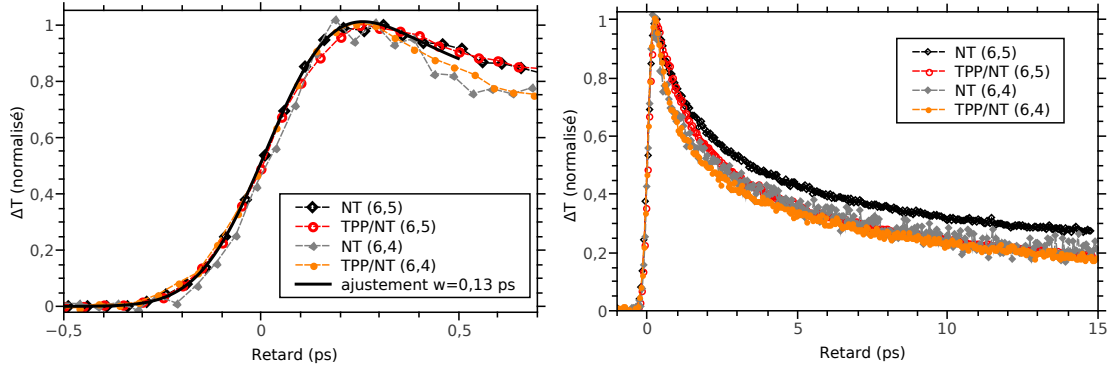 1
0,8
0,6
0,4
0,2
0
ΔT (normalisé)
NT (6,5)
TPP/NT (6,5)
NT (6,4)
TPP/NT (6,4)
ajustement w=0,13 ps
−0,5
0
0,5
Retard (ps)
1
0,8
0,6
0,4
0,2
0
ΔT (normalisé)
NT (6,5)
TPP/NT (6,5)
NT (6,4)
TPP/NT (6,4)
0
5
10
15
Retard (ps)